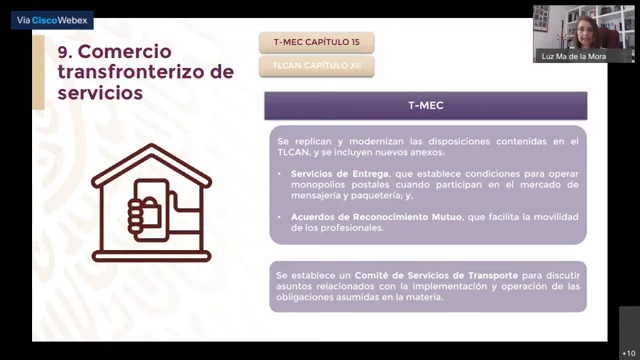 Vía CiscoWebex
9. Comercio
transfronterizo de
servicios
T-MEC CAPÍTULO 15
TLCAN CAPÍTULO XII
Luz Ma de la Mora
T-MEC
Se replican y modernizan las disposiciones contenidas en el
TLCAN, y se incluyen nuevos anexos:
• Servicios de Entrega, que establece condiciones para operar
monopolios postales cuando participan en el mercado de
mensajería y paquetería; y,
• Acuerdos de Reconocimiento Mutuo, que facilita la movilidad
de los profesionales.
Se establece un Comité de Servicios de Transporte para discutir
asuntos relacionados con la implementación y operación de las
obligaciones asumidas en la materia.
+10